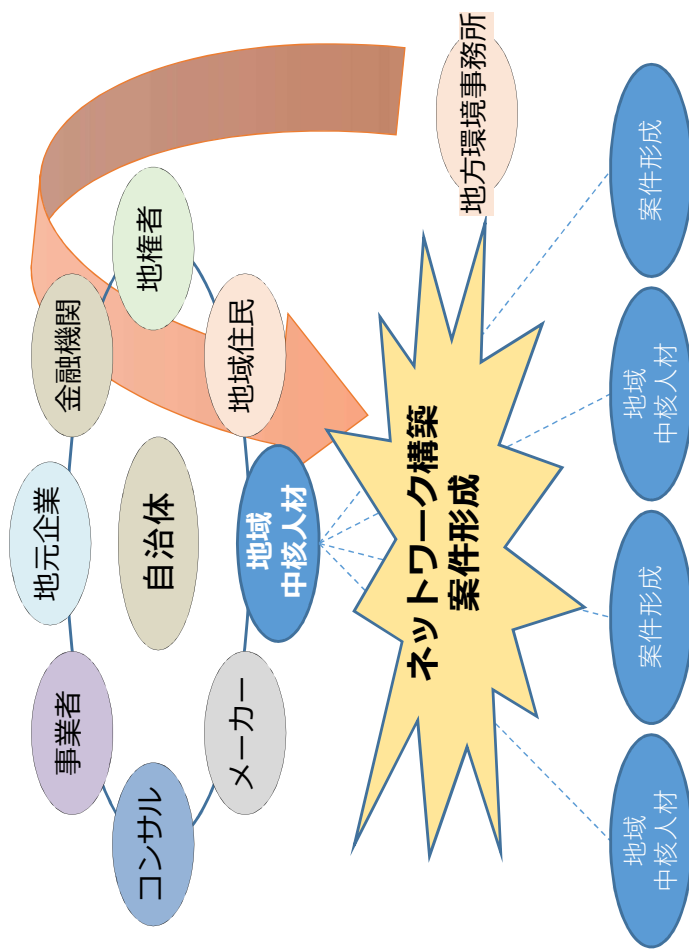 地元企業
事業者
金融機関
コンサル
自治体
地権者
メーカー
地域
中核人材
地域住民
ネットワーク構築
案件形成
地方環境事務所
地域
中核人材
案件形成
地域
中核人材
案件形成